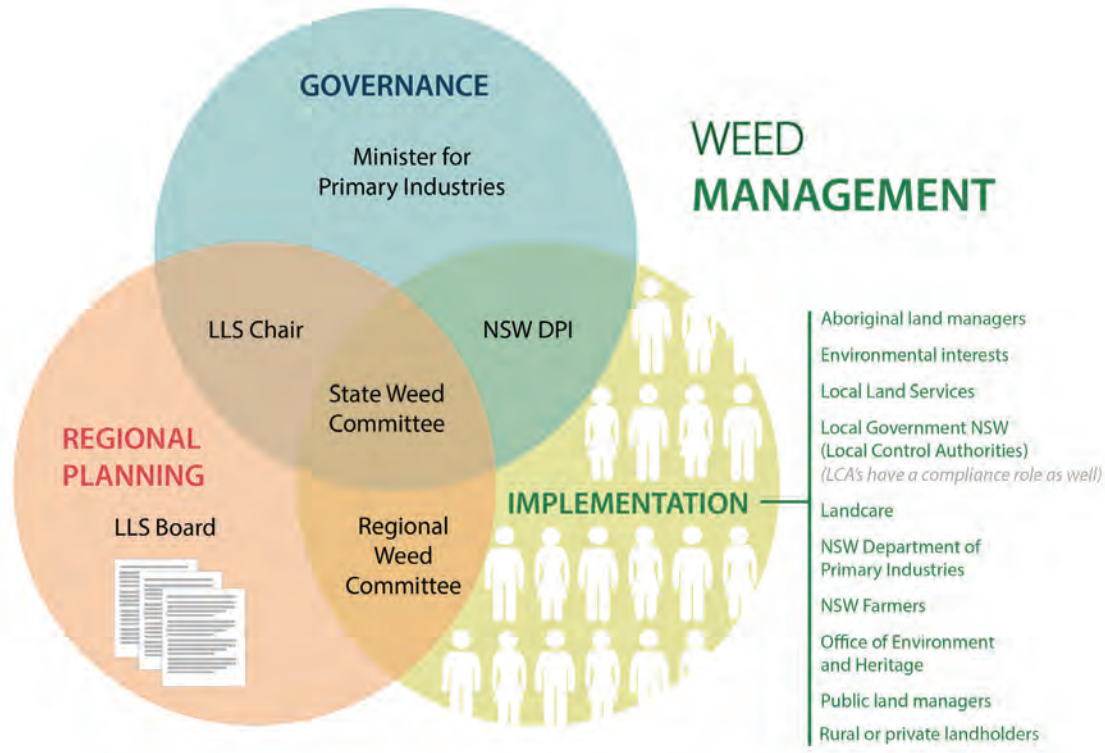 GOVERNANCE
Minister for
Primary Industries
WEED
MANAGEMENT
LLS Chair
NSW DPI
State Weed
Committee
REGIONAL
PLANNING
LLS Board
Regional
Weed
Committee
IMPLEMENTATION
Aboriginal land managers
Environmental interests
Local Land Services
Local Government NSW
(Local Control Authorities)
(LCA's have a compliance role as well)
Landcare
NSW Department of
Primary Industries
NSW Farmers
Office of Environment
and Heritage
Public land managers
Rural or private landholders